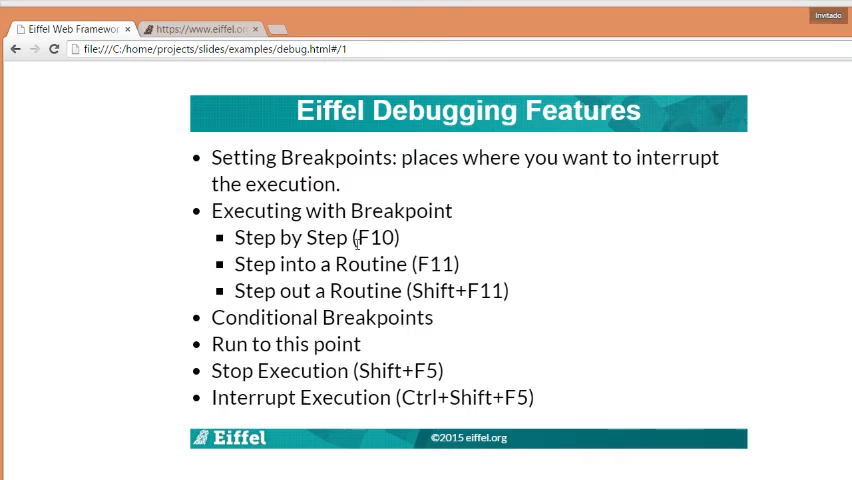 Invitado
Eiffel Web Framewor
https://www.eiffel.or
file:///C:/home/projects/slides/examples/debug.html#/1
Eiffel Debugging Features
Setting Breakpoints: places where you want to interrupt
the execution.
Executing with Breakpoint
Step by Step (F10)
Step into a Routine (F11)
Step out a Routine (Shift+F11)
Conditional Breakpoints
Run to this point
Stop Execution (Shift+F5)
Interrupt Execution (Ctrl+Shift+F5)
Eiffel ©2015 eiffel.org